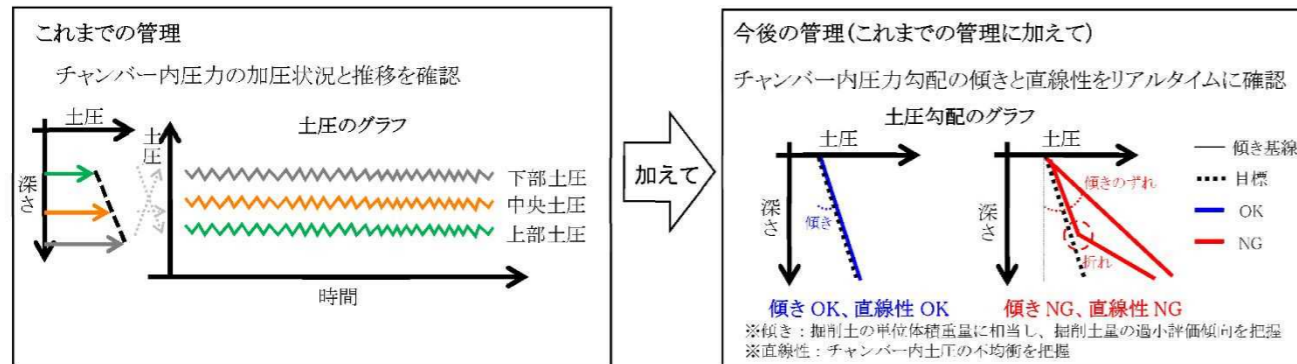 これまでの管理
チャンバー内圧力の加圧状況と推移を確認
土圧
深さ
土圧
土圧のグラフ
下部土圧
中央土圧
上部土圧
時間
加えて
今後の管理(これまでの管理に加えて)
チャンバー内圧力勾配の傾きと直線性をリアルタイムに確認
土圧勾配のグラフ
土圧
深さ
傾き
傾き OK、直線性 OK
土圧
深さ
傾きのずれ
折れ
傾き NG、直線性 NG
傾き基線
目標
OK
NG
※傾き：掘削土の単位体積重量に相当し、掘削土量の過小評価傾向を把握
※直線性：チャンバー内土圧の不均衡を把握